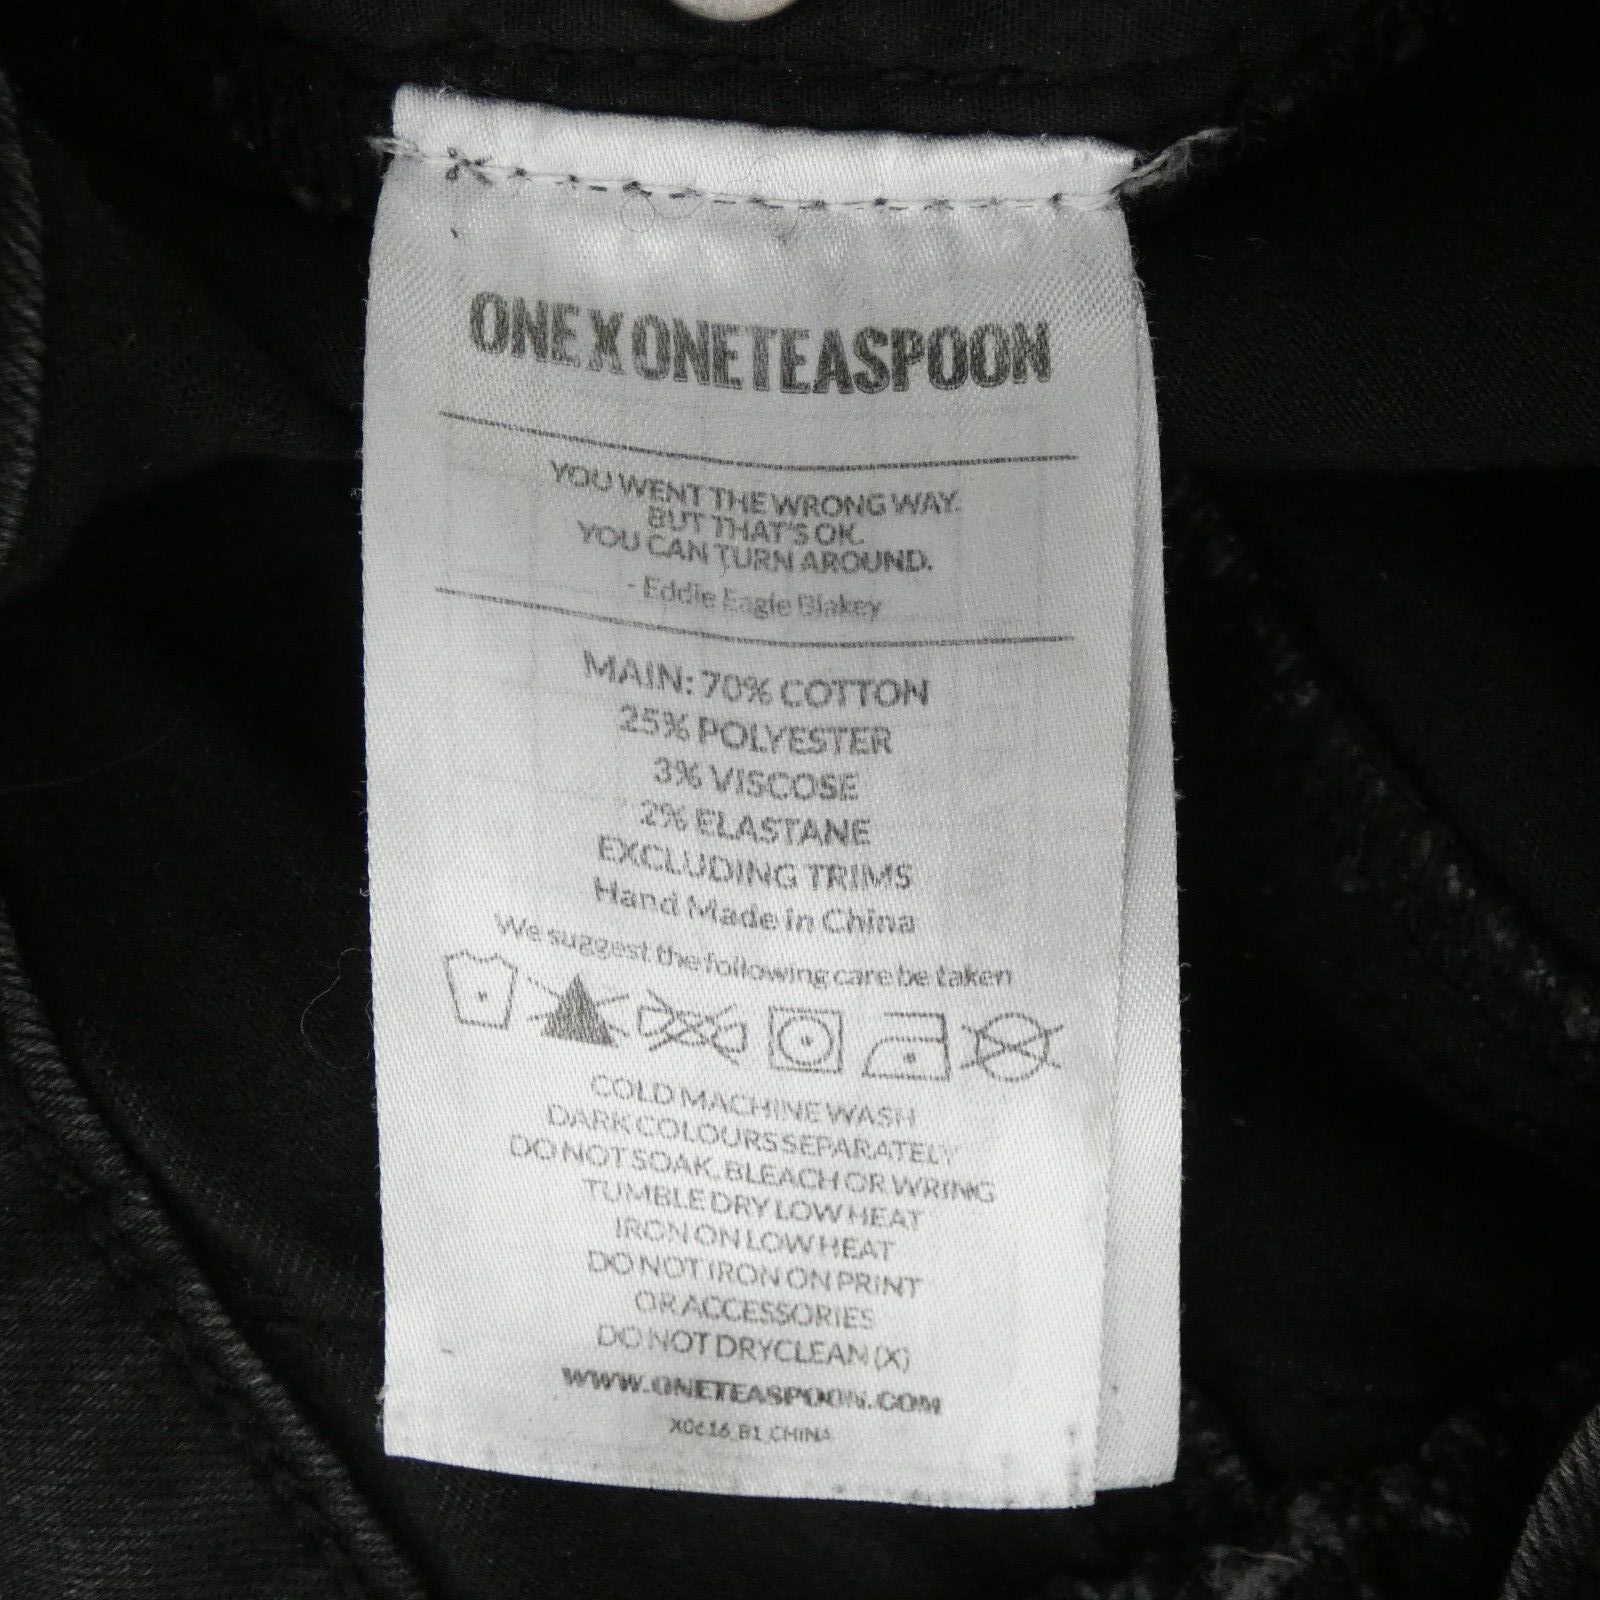 ONE X ONETEASPOON
YOU WENT THE WRONG WAY.
BUT THAT'S OK.
YOU CAN TURN AROUND.
- Eddie Eagle Blakey
MAIN: 70% COTTON
25% POLYESTER
3% VISCOSE
2% ELASTANE
EXCLUDING TRIMS
Hand Made in China
We suggest the following care be taken
COLD MACHINE WASH
DARK COLOURS SEPARATELY
DO NOT SOAK, BLEACH OR WRING
TUMBLE DRY LOW HEAT
IRON ON LOW HEAT
DO NOT IRON ON PRINT
OR ACCESSORIES
DO NOT DRYCLEAN (X)
WWW.ONETEASPOON.COM
X0616_B1_CHINA